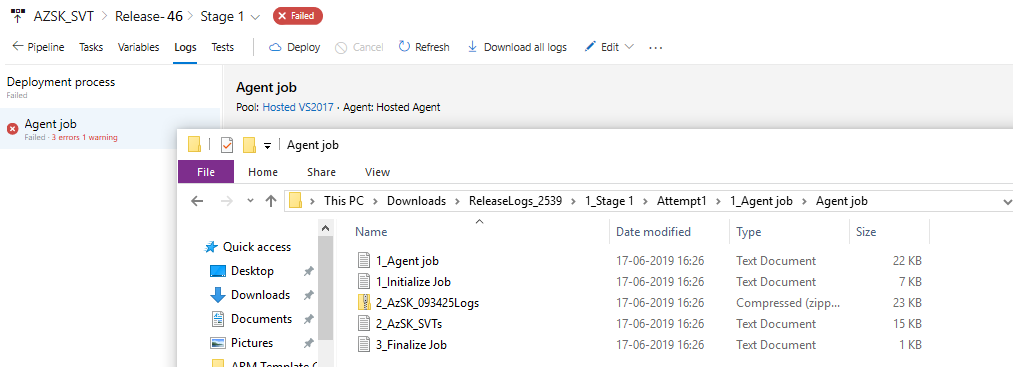 AZSK_SVT > Release-46 > Stage 1 Failed
Pipeline Tasks Variables Logs Tests Deploy Cancel Refresh Download all logs Edit ...
Deployment process
Failed
Agent job
Failed · 3 errors 1 warning
Agent job
Pool: Hosted VS2017 · Agent: Hosted Agent
Agent job
File Home Share View
This PC > Downloads > ReleaseLogs_2539 > 1_Stage 1 > Attempt1 > 1_Agent job > Agent job
Name Date modified Type Size
Quick access
Desktop
Downloads
Documents
Pictures
1_Agent job 17-06-2019 16:26 Text Document 22 KB
1_Initialize Job 17-06-2019 16:26 Text Document 7 KB
2_AzSK_093425Logs 17-06-2019 16:26 Compressed (zipp... 23 KB
2_AzSK_SVTs 17-06-2019 16:26 Text Document 15 KB
3_Finalize Job 17-06-2019 16:26 Text Document 1 KB